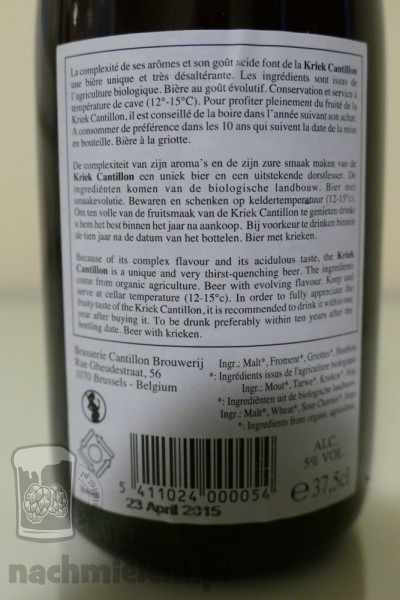 La complexité de ses arômes et son goût acide font de la Kriek Cantillon
une bière unique et très désaltérante. Les ingrédients sont issus de
l'agriculture biologique. Bière au goût évolutif. Conservation et service à
température de cave (12°-15°C). Pour profiter pleinement du fruité de la
Kriek Cantillon, il est conseillé de la boire dans l'année suivant son achat.
A consommer de préférence dans les 10 ans qui suivent la date de la mise
en bouteille. Bière à la griotte.
De complexiteit van zijn aroma's en de zijn zure smaak maken van de
Kriek Cantillon een uniek bier en een uitstekende dorstlesser. De
ingrediënten komen van de biologische landbouw. Bier met
smaakevolutie. Bewaren en schenken op keldertemperatuur (12-15°c).
Om ten volle van de fruitsmaak van de Kriek Cantillon te genieten drinkt
u hem het best binnen het jaar na aankoop. Bij voorkeur te drinken binnen
de tien jaar na de datum van het bottelen. Bier met krieken.
Because of its complex flavour and its acidulous taste, the Kriek
Cantillon is a unique and very thirst-quenching beer. The ingredients
come from organic agriculture. Beer with evolving flavour. Keep and
serve at cellar temperature (12-15°c). In order to fully appreciate the
fruity taste of the Kriek Cantillon, it is recommended to drink it within one
year after buying it. To be drunk preferably within ten years after the
bottling date. Beer with krieken.
Brasserie Cantillon Brouwerij
Rue Gheudestraat, 56
1070 Brussels - Belgium
Ingr.: Malt*, Froment*, Griottes*, Houblons
*: Ingrédients issus de l'agriculture biologique
Ingr.: Mout*, Tarwe*, Krieken*, Hop
*: Ingrediënten uit de biologische landbouw
Ingr.: Malt*, Wheat*, Sour Cherries*, Hops
*: Ingredients from organic agriculture
ALC.
5% VOL.
5 411024 000054
℮ 37,5cl
23 April 2015
nachmieleni.pl